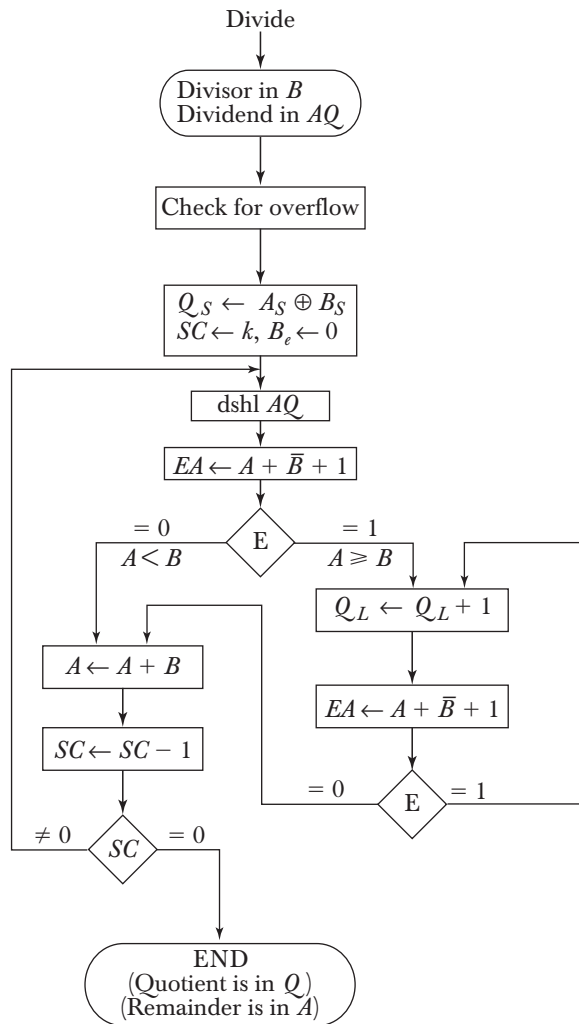 Divide
Divisor in B
Dividend in AQ
Check for overflow
Q_S ← A_S ⊕ B_S
SC ← k, B_e ← 0
dshl AQ
EA ← A + B̅ + 1
E
= 0
A < B
= 1
A ⩾ B
Q_L ← Q_L + 1
A ← A + B
EA ← A + B̅ + 1
SC ← SC − 1
E
= 0
= 1
SC
≠ 0
= 0
END
(Quotient is in Q)
(Remainder is in A)